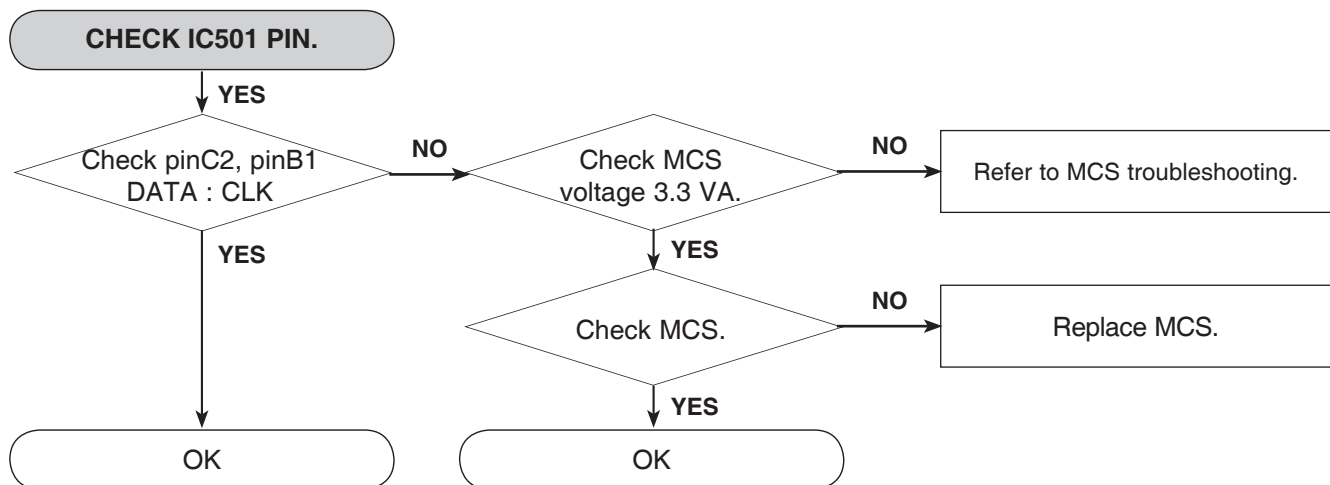 CHECK IC501 PIN.
YES
Check pinC2, pinB1
DATA : CLK
NO
Check MCS
voltage 3.3 VA.
NO
Refer to MCS troubleshooting.
YES
YES
Check MCS.
NO
Replace MCS.
YES
OK
OK